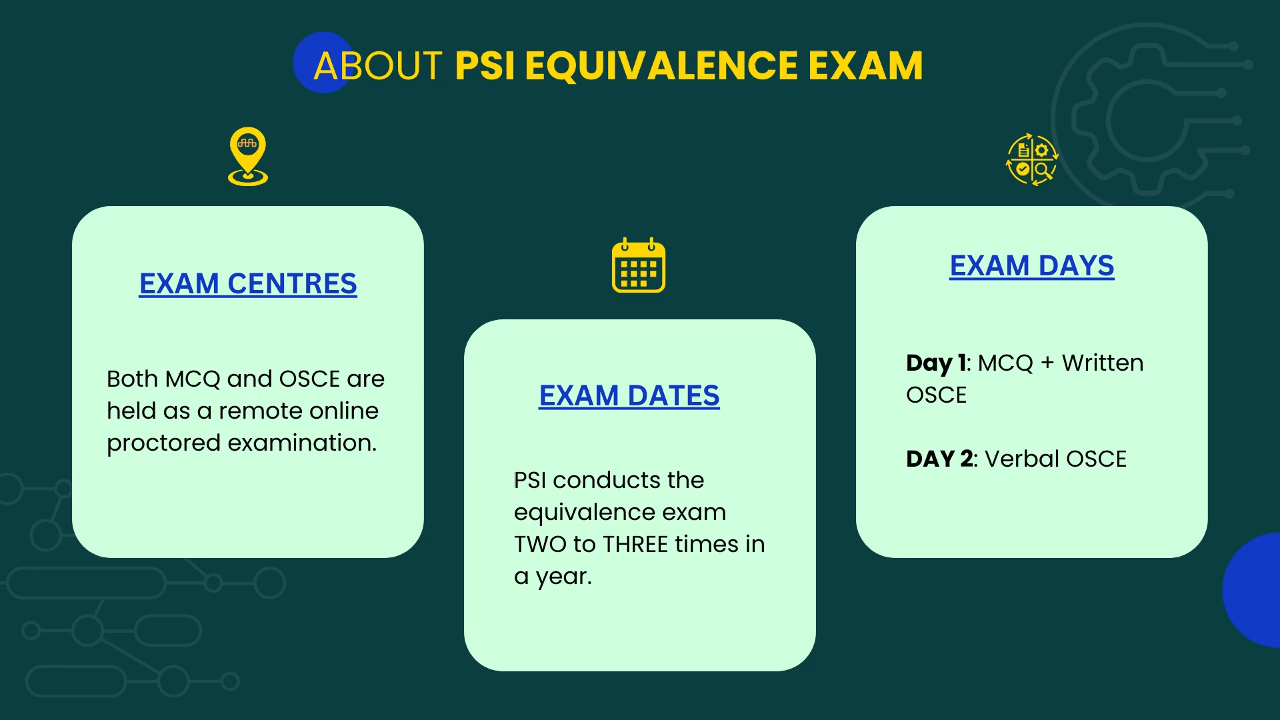 ABOUT PSI EQUIVALENCE EXAM
EXAM CENTRES
Both MCQ and OSCE are
held as a remote online
proctored examination.
EXAM DATES
PSI conducts the
equivalence exam
TWO to THREE times in
a year.
EXAM DAYS
Day 1: MCQ + Written
OSCE
DAY 2: Verbal OSCE